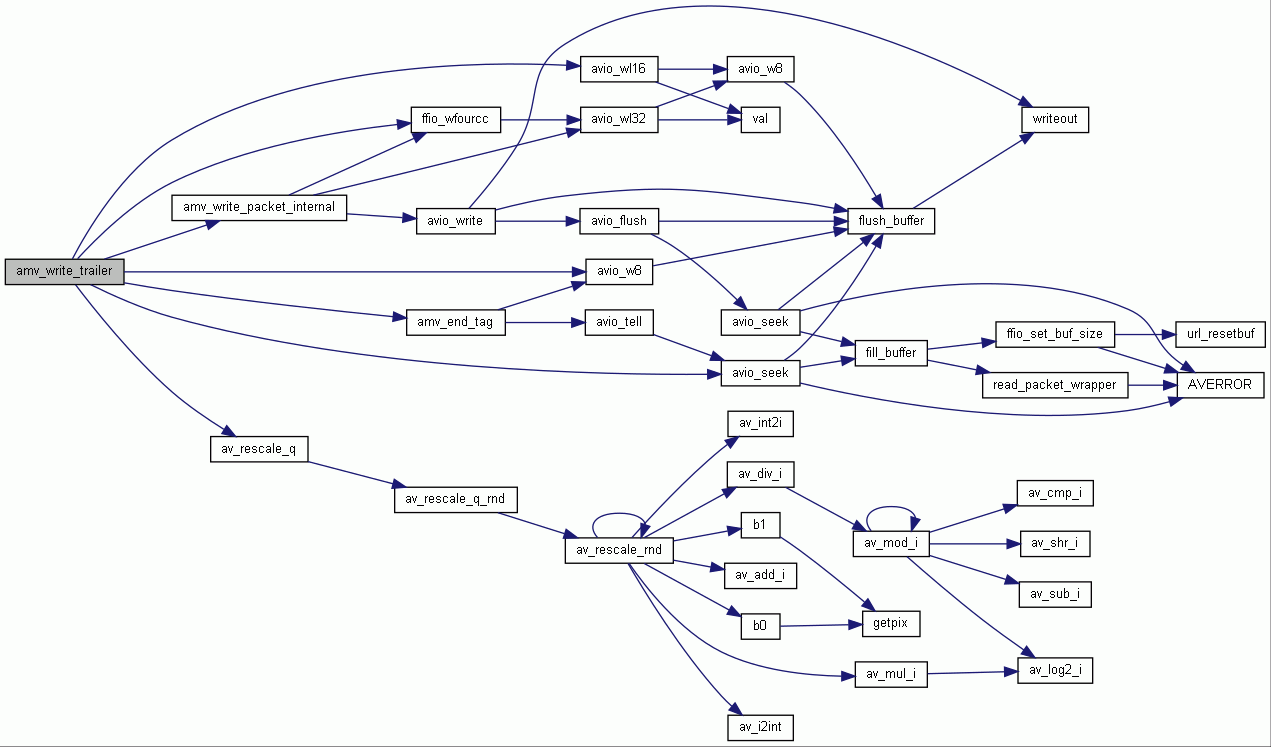 avio_wl16
avio_w8
ffio_wfourcc
avio_wl32
val
writeout
amv_write_packet_internal
avio_write
avio_flush
flush_buffer
amv_write_trailer
avio_w8
amv_end_tag
avio_tell
avio_seek
ffio_set_buf_size
url_resetbuf
fill_buffer
avio_seek
read_packet_wrapper
AVERROR
av_int2i
av_rescale_q
av_div_i
av_cmp_i
av_rescale_q_rnd
b1
av_rescale_rnd
av_mod_i
av_shr_i
av_add_i
av_sub_i
b0
getpix
av_mul_i
av_log2_i
av_i2int